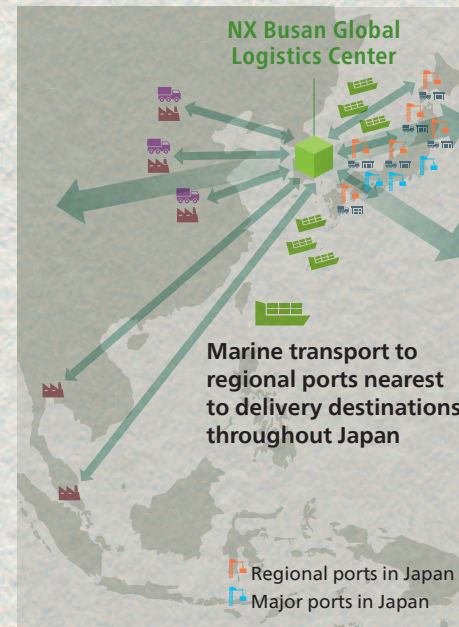 NX Busan Global
Logistics Center
Marine transport to
regional ports nearest
to delivery destinations
throughout Japan
Regional ports in Japan
Major ports in Japan